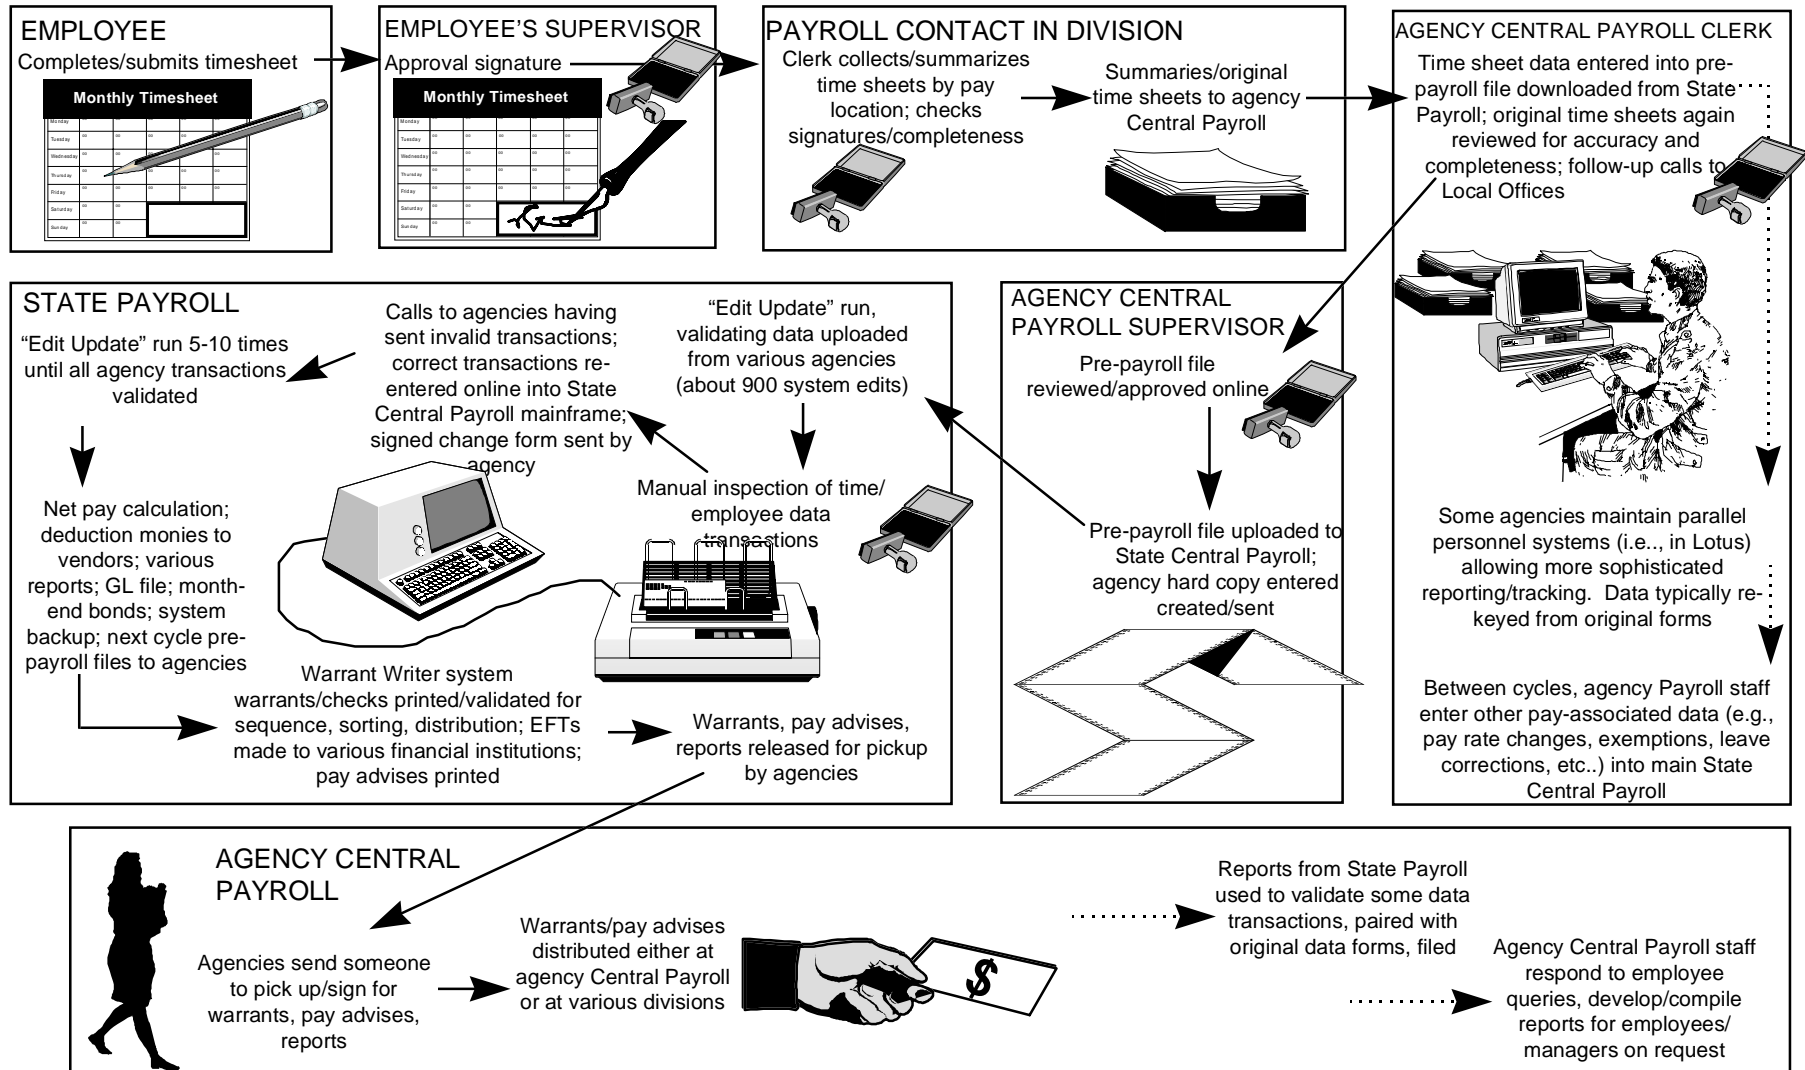 EMPLOYEE
Completes/submits timesheet
Monthly Timesheet
Monday
Tuesday
Wednesday
Thursday
Friday
Saturday
Sunday
EMPLOYEE'S SUPERVISOR
Approval signature
Monthly Timesheet
Monday
Tuesday
Wednesday
Thursday
Friday
Saturday
Sunday
PAYROLL CONTACT IN DIVISION
Clerk collects/summarizes
time sheets by pay
location; checks
signatures/completeness
Summaries/original
time sheets to agency
Central Payroll
AGENCY CENTRAL PAYROLL CLERK
Time sheet data entered into pre-
payroll file downloaded from State
Payroll; original time sheets again
reviewed for accuracy and
completeness; follow-up calls to
Local Offices
Some agencies maintain parallel
personnel systems (i.e.., in Lotus)
allowing more sophisticated
reporting/tracking. Data typically re-
keyed from original forms
Between cycles, agency Payroll staff
enter other pay-associated data (e.g.,
pay rate changes, exemptions, leave
corrections, etc..) into main State
Central Payroll
AGENCY CENTRAL
PAYROLL SUPERVISOR
Pre-payroll file
reviewed/approved online
Pre-payroll file uploaded to
State Central Payroll;
agency hard copy entered
created/sent
STATE PAYROLL
“Edit Update” run,
validating data uploaded
from various agencies
(about 900 system edits)
Manual inspection of time/
employee data
transactions
Calls to agencies having
sent invalid transactions;
correct transactions re-
entered online into State
Central Payroll mainframe;
signed change form sent by
agency
“Edit Update” run 5-10 times
until all agency transactions
validated
Net pay calculation;
deduction monies to
vendors; various
reports; GL file; month-
end bonds; system
backup; next cycle pre-
payroll files to agencies
Warrant Writer system
warrants/checks printed/validated for
sequence, sorting, distribution; EFTs
made to various financial institutions;
pay advises printed
Warrants, pay advises,
reports released for pickup
by agencies
AGENCY CENTRAL
PAYROLL
Agencies send someone
to pick up/sign for
warrants, pay advises,
reports
Warrants/pay advises
distributed either at
agency Central Payroll
or at various divisions
$
Reports from State Payroll
used to validate some data
transactions, paired with
original data forms, filed
Agency Central Payroll staff
respond to employee
queries, develop/compile
reports for employees/
managers on request